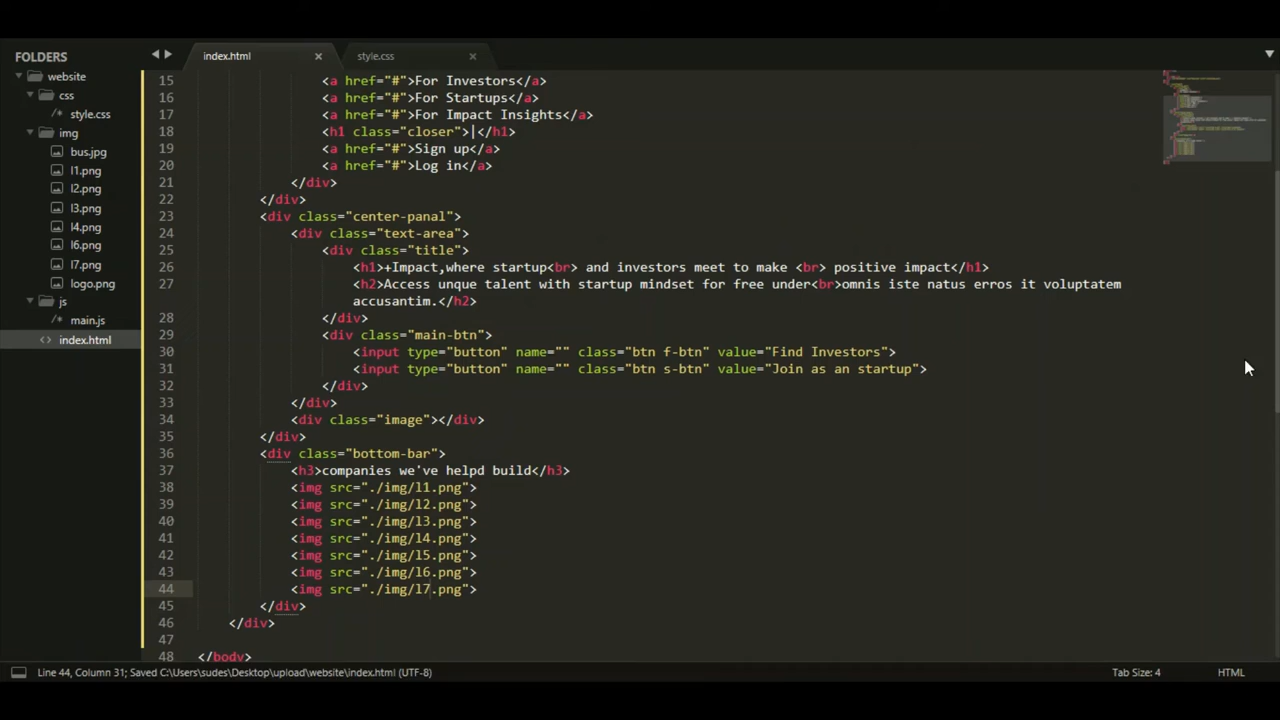 FOLDERS
website
css
style.css
img
bus.jpg
l1.png
l2.png
l3.png
l4.png
l6.png
l7.png
logo.png
js
main.js
index.html
index.html
style.css
15 <a href="#">For Investors</a>
16 <a href="#">For Startups</a>
17 <a href="#">For Impact Insights</a>
18 <h1 class="closer">|</h1>
19 <a href="#">Sign up</a>
20 <a href="#">Log in</a>
21 </div>
22 </div>
23 <div class="center-panal">
24 <div class="text-area">
25 <div class="title">
26 <h1>+Impact,where startup<br> and investors meet to make <br> positive impact</h1>
27 <h2>Access unque talent with startup mindset for free under<br>omnis iste natus erros it voluptatem
accusantim.</h2>
28 </div>
29 <div class="main-btn">
30 <input type="button" name="" class="btn f-btn" value="Find Investors">
31 <input type="button" name="" class="btn s-btn" value="Join as an startup">
32 </div>
33 </div>
34 <div class="image"></div>
35 </div>
36 <div class="bottom-bar">
37 <h3>companies we've helpd build</h3>
38 <img src="./img/l1.png">
39 <img src="./img/l2.png">
40 <img src="./img/l3.png">
41 <img src="./img/l4.png">
42 <img src="./img/l5.png">
43 <img src="./img/l6.png">
44 <img src="./img/l7.png">
45 </div>
46 </div>
47
48 </body>
Line 44, Column 31; Saved C:\Users\sudes\Desktop\upload\website\index.html (UTF-8)
Tab Size: 4
HTML